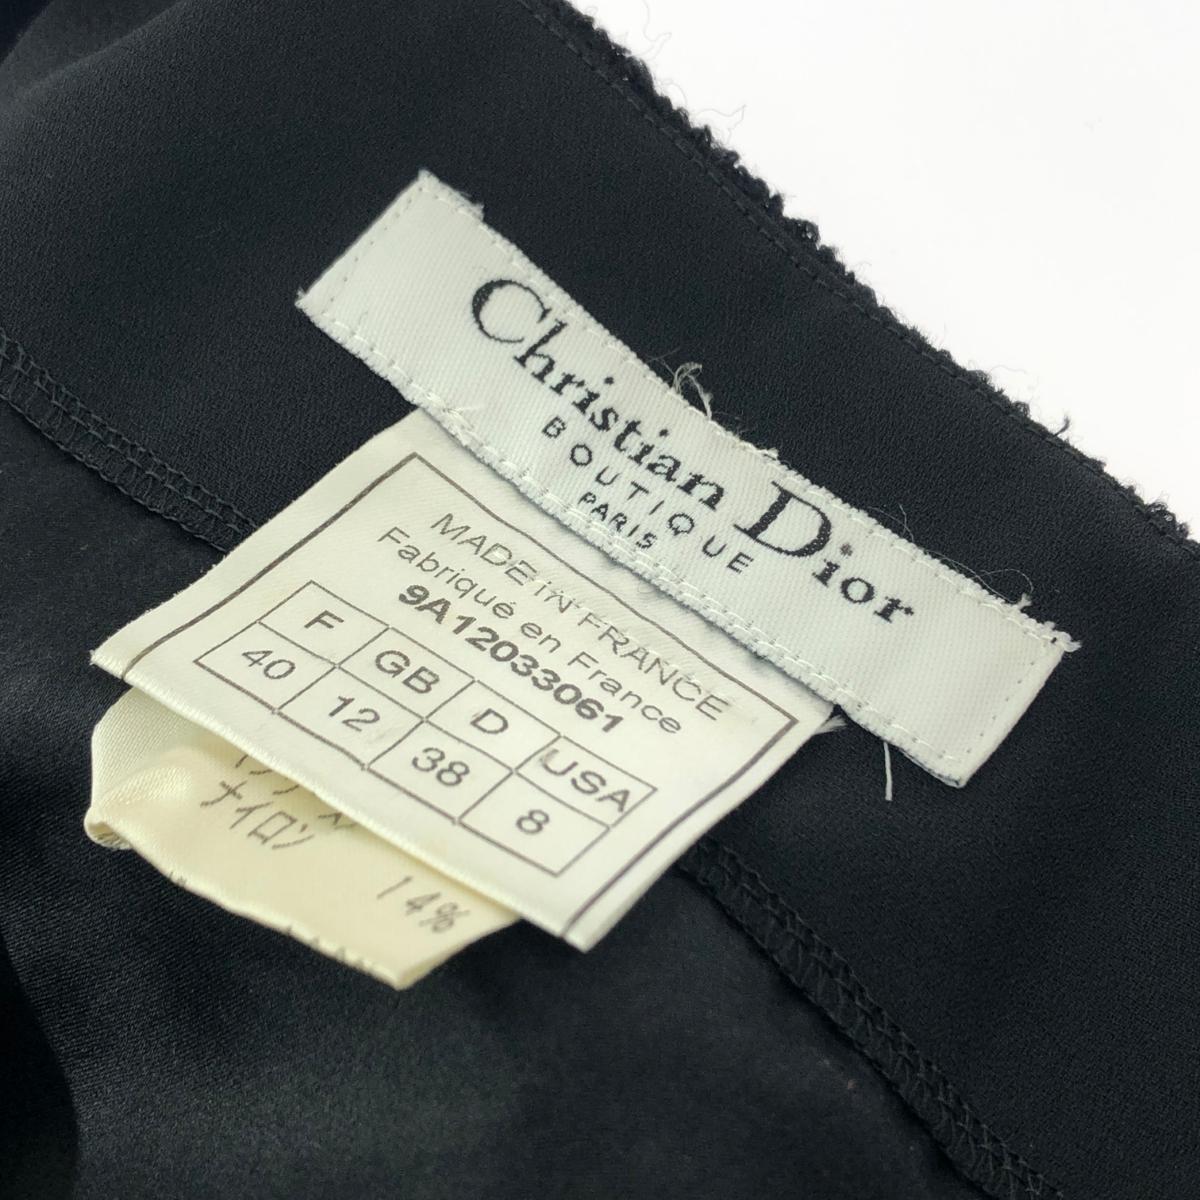 Christian Dior
BOUTIQUE
PARIS
MADE IN FRANCE
Fabriqué en France
9A12033061
F GB D USA
40 12 38 8
ナイロン 14%